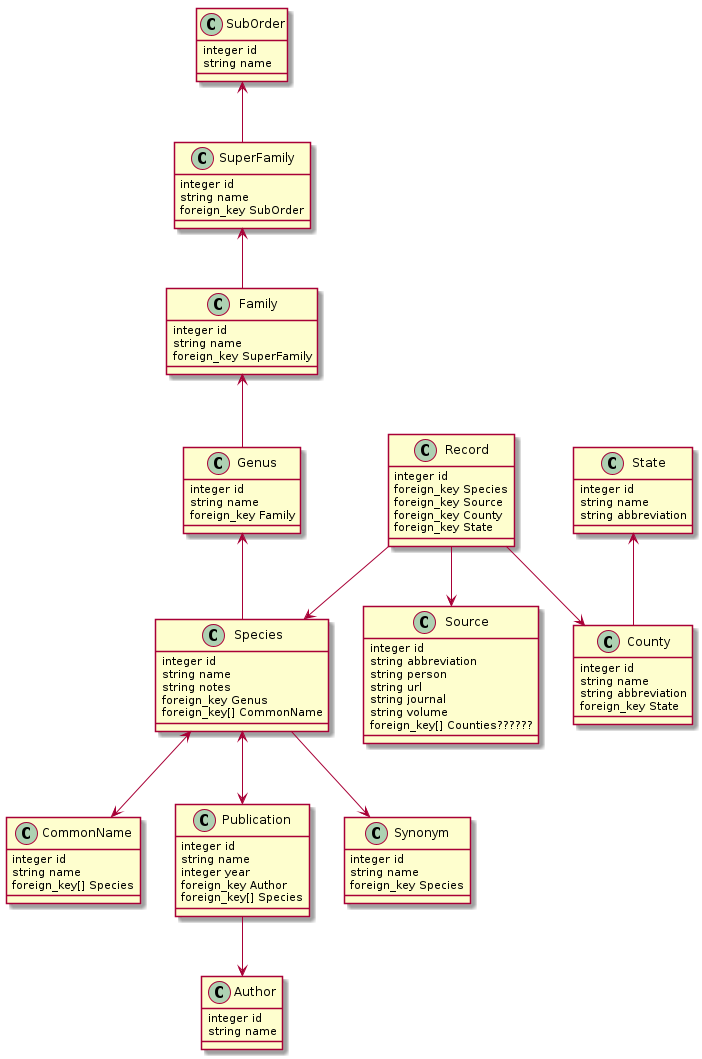 C SubOrder
integer id
string name
C SuperFamily
integer id
string name
foreign_key SubOrder
C Family
integer id
string name
foreign_key SuperFamily
C Genus
integer id
string name
foreign_key Family
C Record
integer id
foreign_key Species
foreign_key Source
foreign_key County
foreign_key State
C State
integer id
string name
string abbreviation
C Species
integer id
string name
string notes
foreign_key Genus
foreign_key[] CommonName
C Source
integer id
string abbreviation
string person
string url
string journal
string volume
foreign_key[] Counties??????
C County
integer id
string name
string abbreviation
foreign_key State
C CommonName
integer id
string name
foreign_key[] Species
C Publication
integer id
string name
integer year
foreign_key Author
foreign_key[] Species
C Synonym
integer id
string name
foreign_key Species
C Author
integer id
string name